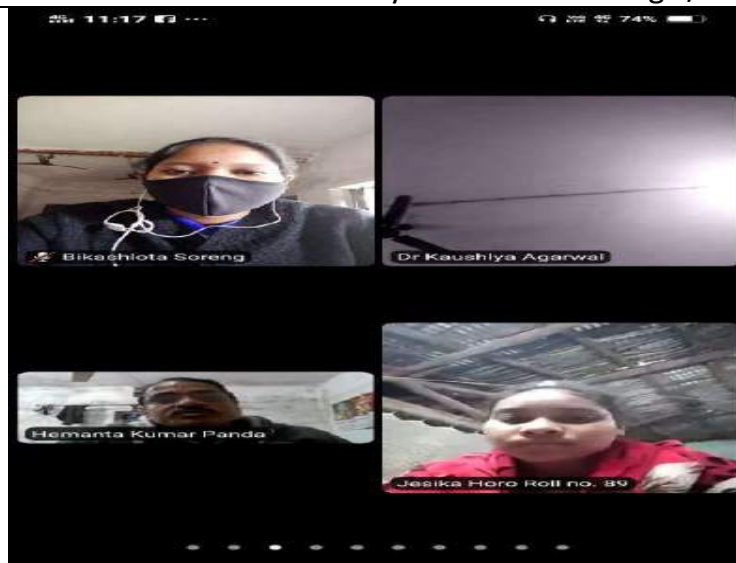 11:17
74%
Bikashlota Soreng
Dr Kaushiya Agarwal
Hemanta Kumar Panda
Jesika Horo Roll no. 89